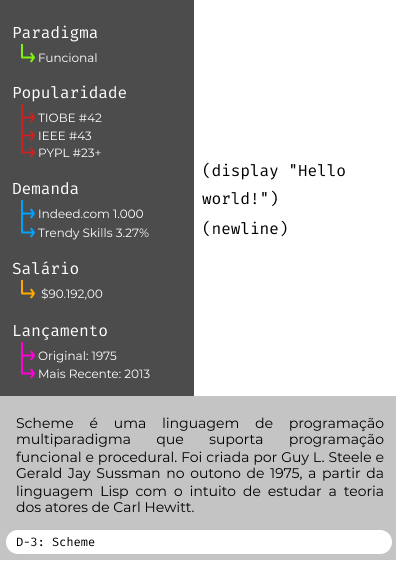 Paradigma
Funcional
Popularidade
TIOBE #42
IEEE #43
PYPL #23+
Demanda
Indeed.com 1.000
Trendy Skills 3.27%
Salário
$90.192,00
Lançamento
Original: 1975
Mais Recente: 2013
(display "Hello
world!")
(newline)
Scheme é uma linguagem de programação
multiparadigma que suporta programação
funcional e procedural. Foi criada por Guy L. Steele e
Gerald Jay Sussman no outono de 1975, a partir da
linguagem Lisp com o intuito de estudar a teoria
dos atores de Carl Hewitt.
D-3: Scheme